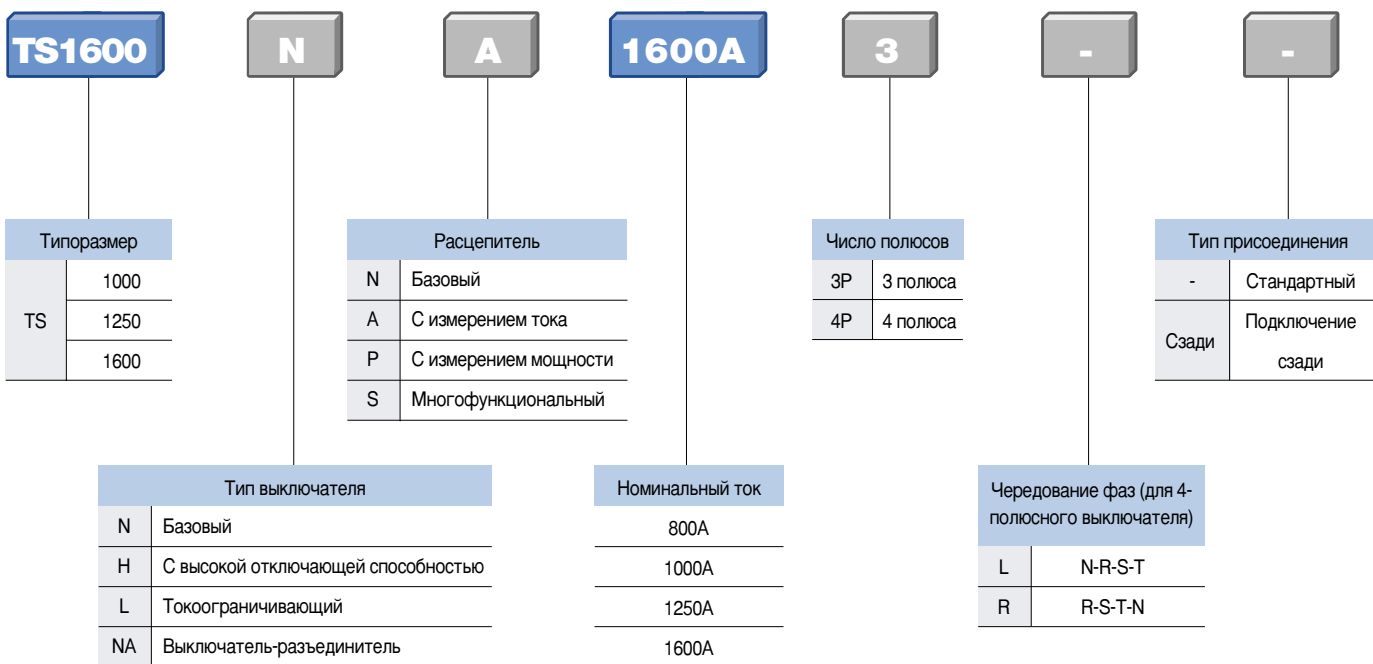 TS1600 N A 1600A 3 - -
Типоразмер
TS
1000
1250
1600
Расцепитель
N Базовый
A С измерением тока
P С измерением мощности
S Многофункциональный
Число полюсов
3P 3 полюса
4P 4 полюса
Тип присоединения
- Стандартный
Сзади
Подключение
сзади
Тип выключателя
N Базовый
H С высокой отключающей способностью
L Токоограничивающий
NA Выключатель-разъединитель
Номинальный ток
800A
1000A
1250A
1600A
Чередование фаз (для 4-
полюсного выключателя)
L N-R-S-T
R R-S-T-N